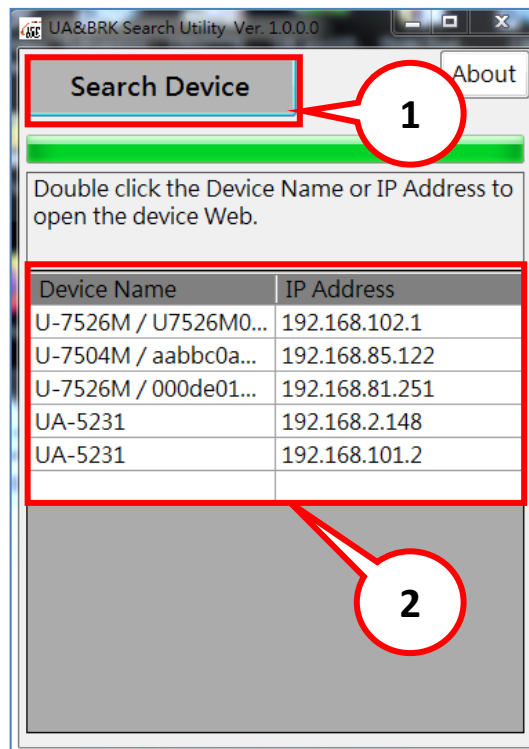 UA&BRK Search Utility Ver. 1.0.0.0
Search Device
About
1
Double click the Device Name or IP Address to
open the device Web.
Device Name IP Address
U-7526M / U7526M0... 192.168.102.1
U-7504M / aabbc0a... 192.168.85.122
U-7526M / 000de01... 192.168.81.251
UA-5231 192.168.2.148
UA-5231 192.168.101.2
2